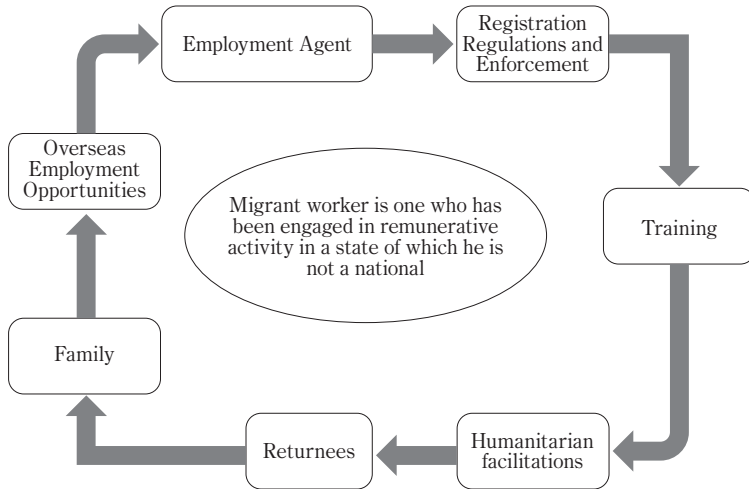 Employment Agent
Registration
Regulations and
Enforcement
Overseas
Employment
Opportunities
Migrant worker is one who has
been engaged in remunerative
activity in a state of which he is
not a national
Training
Family
Returnees
Humanitarian
facilitations